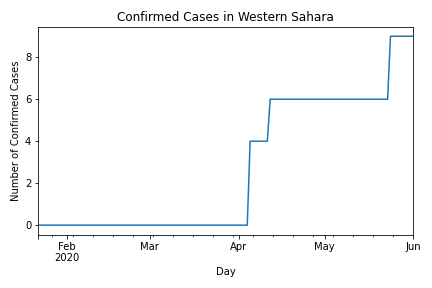 Confirmed Cases in Western Sahara
Number of Confirmed Cases
8
6
4
2
0
Feb Mar Apr May Jun
2020
Day